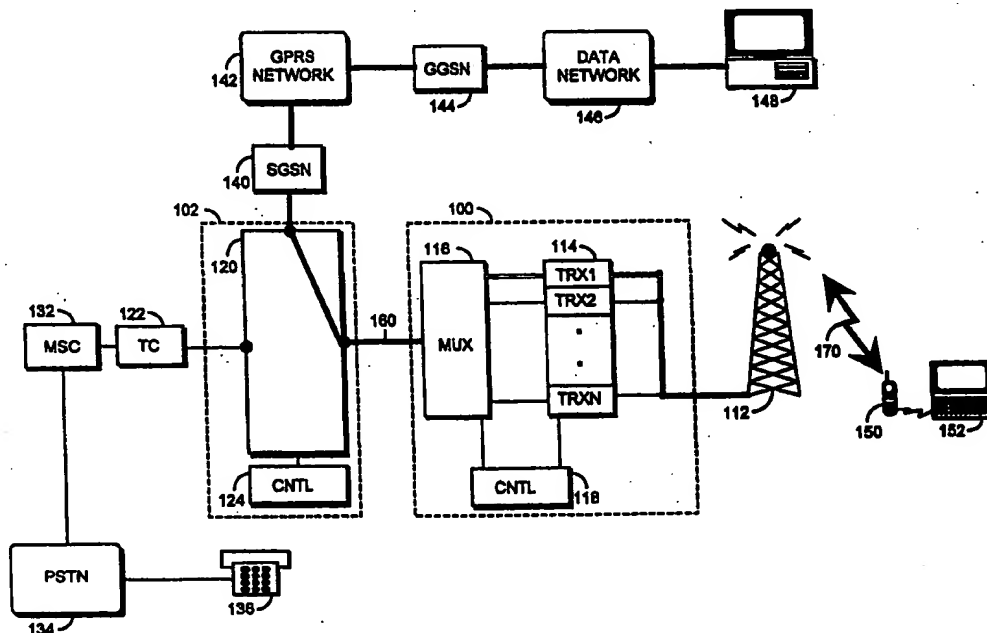 142
GPRS
NETWORK
GGSN
144
DATA
NETWORK
146
148
140
SGSN
102
120
100
116
114
TRX1
TRX2
TRXN
MUX
132
MSC
122
TC
160
170
112
150
152
124
CNTL
CNTL
118
PSTN
134
136